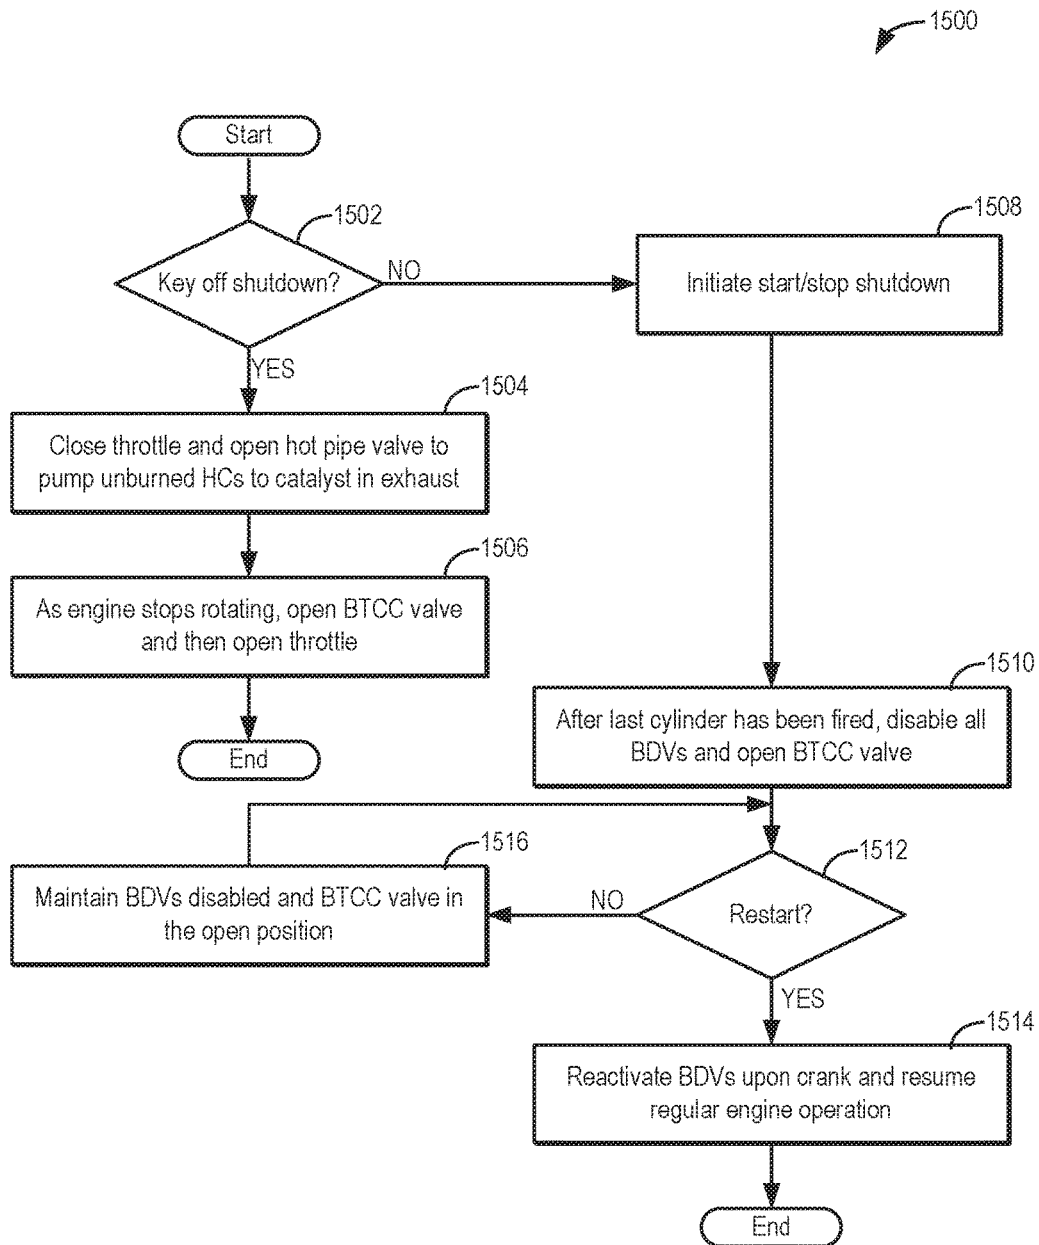 1500
Start
1502
Key off shutdown?
NO
YES
1508
Initiate start/stop shutdown
1504
Close throttle and open hot pipe valve to
pump unburned HCs to catalyst in exhaust
1506
As engine stops rotating, open BTCC valve
and then open throttle
End
1510
After last cylinder has been fired, disable all
BDVs and open BTCC valve
1512
Restart?
NO
YES
1516
Maintain BDVs disabled and BTCC valve in
the open position
1514
Reactivate BDVs upon crank and resume
regular engine operation
End